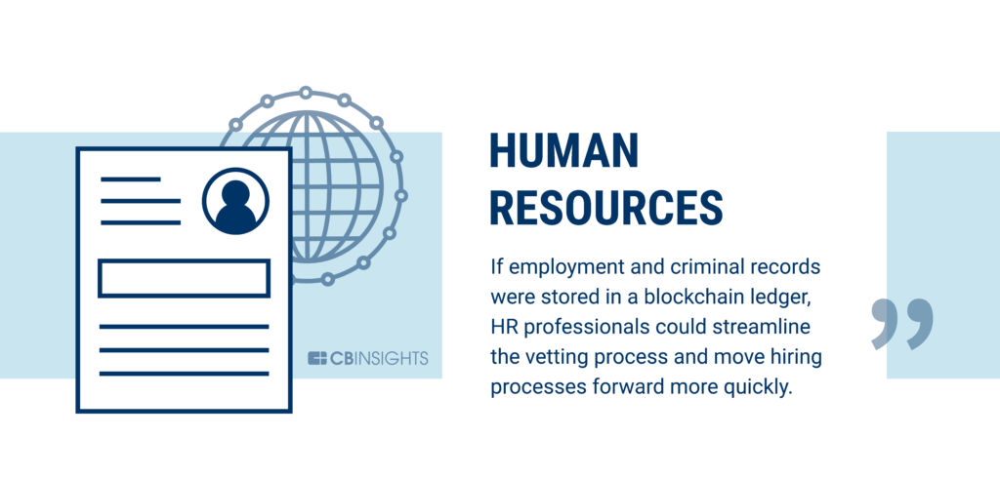 HUMAN
RESOURCES
If employment and criminal records
were stored in a blockchain ledger,
HR professionals could streamline
the vetting process and move hiring
processes forward more quickly.
”
CBINSIGHTS